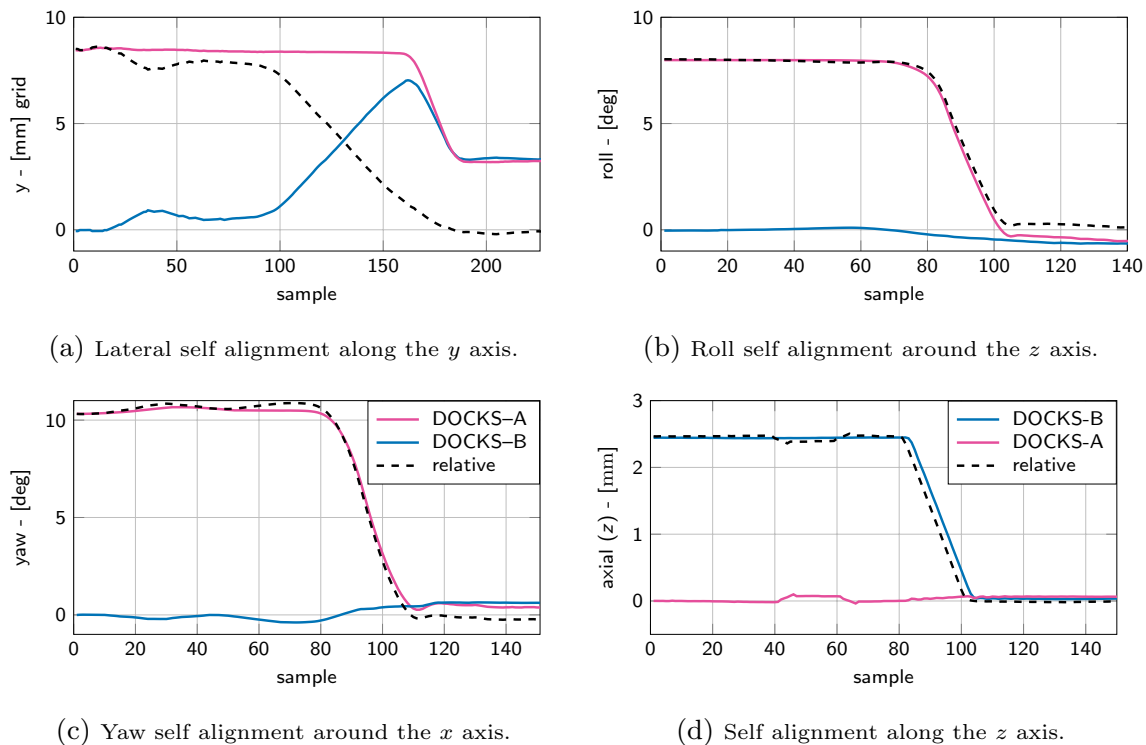 10
5
0
y - [mm] grid
0 50 100 150 200
sample
(a) Lateral self alignment along the y axis.
10
5
0
roll - [deg]
0 20 40 60 80 100 120 140
sample
(b) Roll self alignment around the z axis.
10
5
0
yaw - [deg]
DOCKS–A
DOCKS–B
relative
0 20 40 60 80 100 120 140
sample
(c) Yaw self alignment around the x axis.
3
2
1
0
axial (z) - [mm]
DOCKS-B
DOCKS-A
relative
0 20 40 60 80 100 120 140
sample
(d) Self alignment along the z axis.